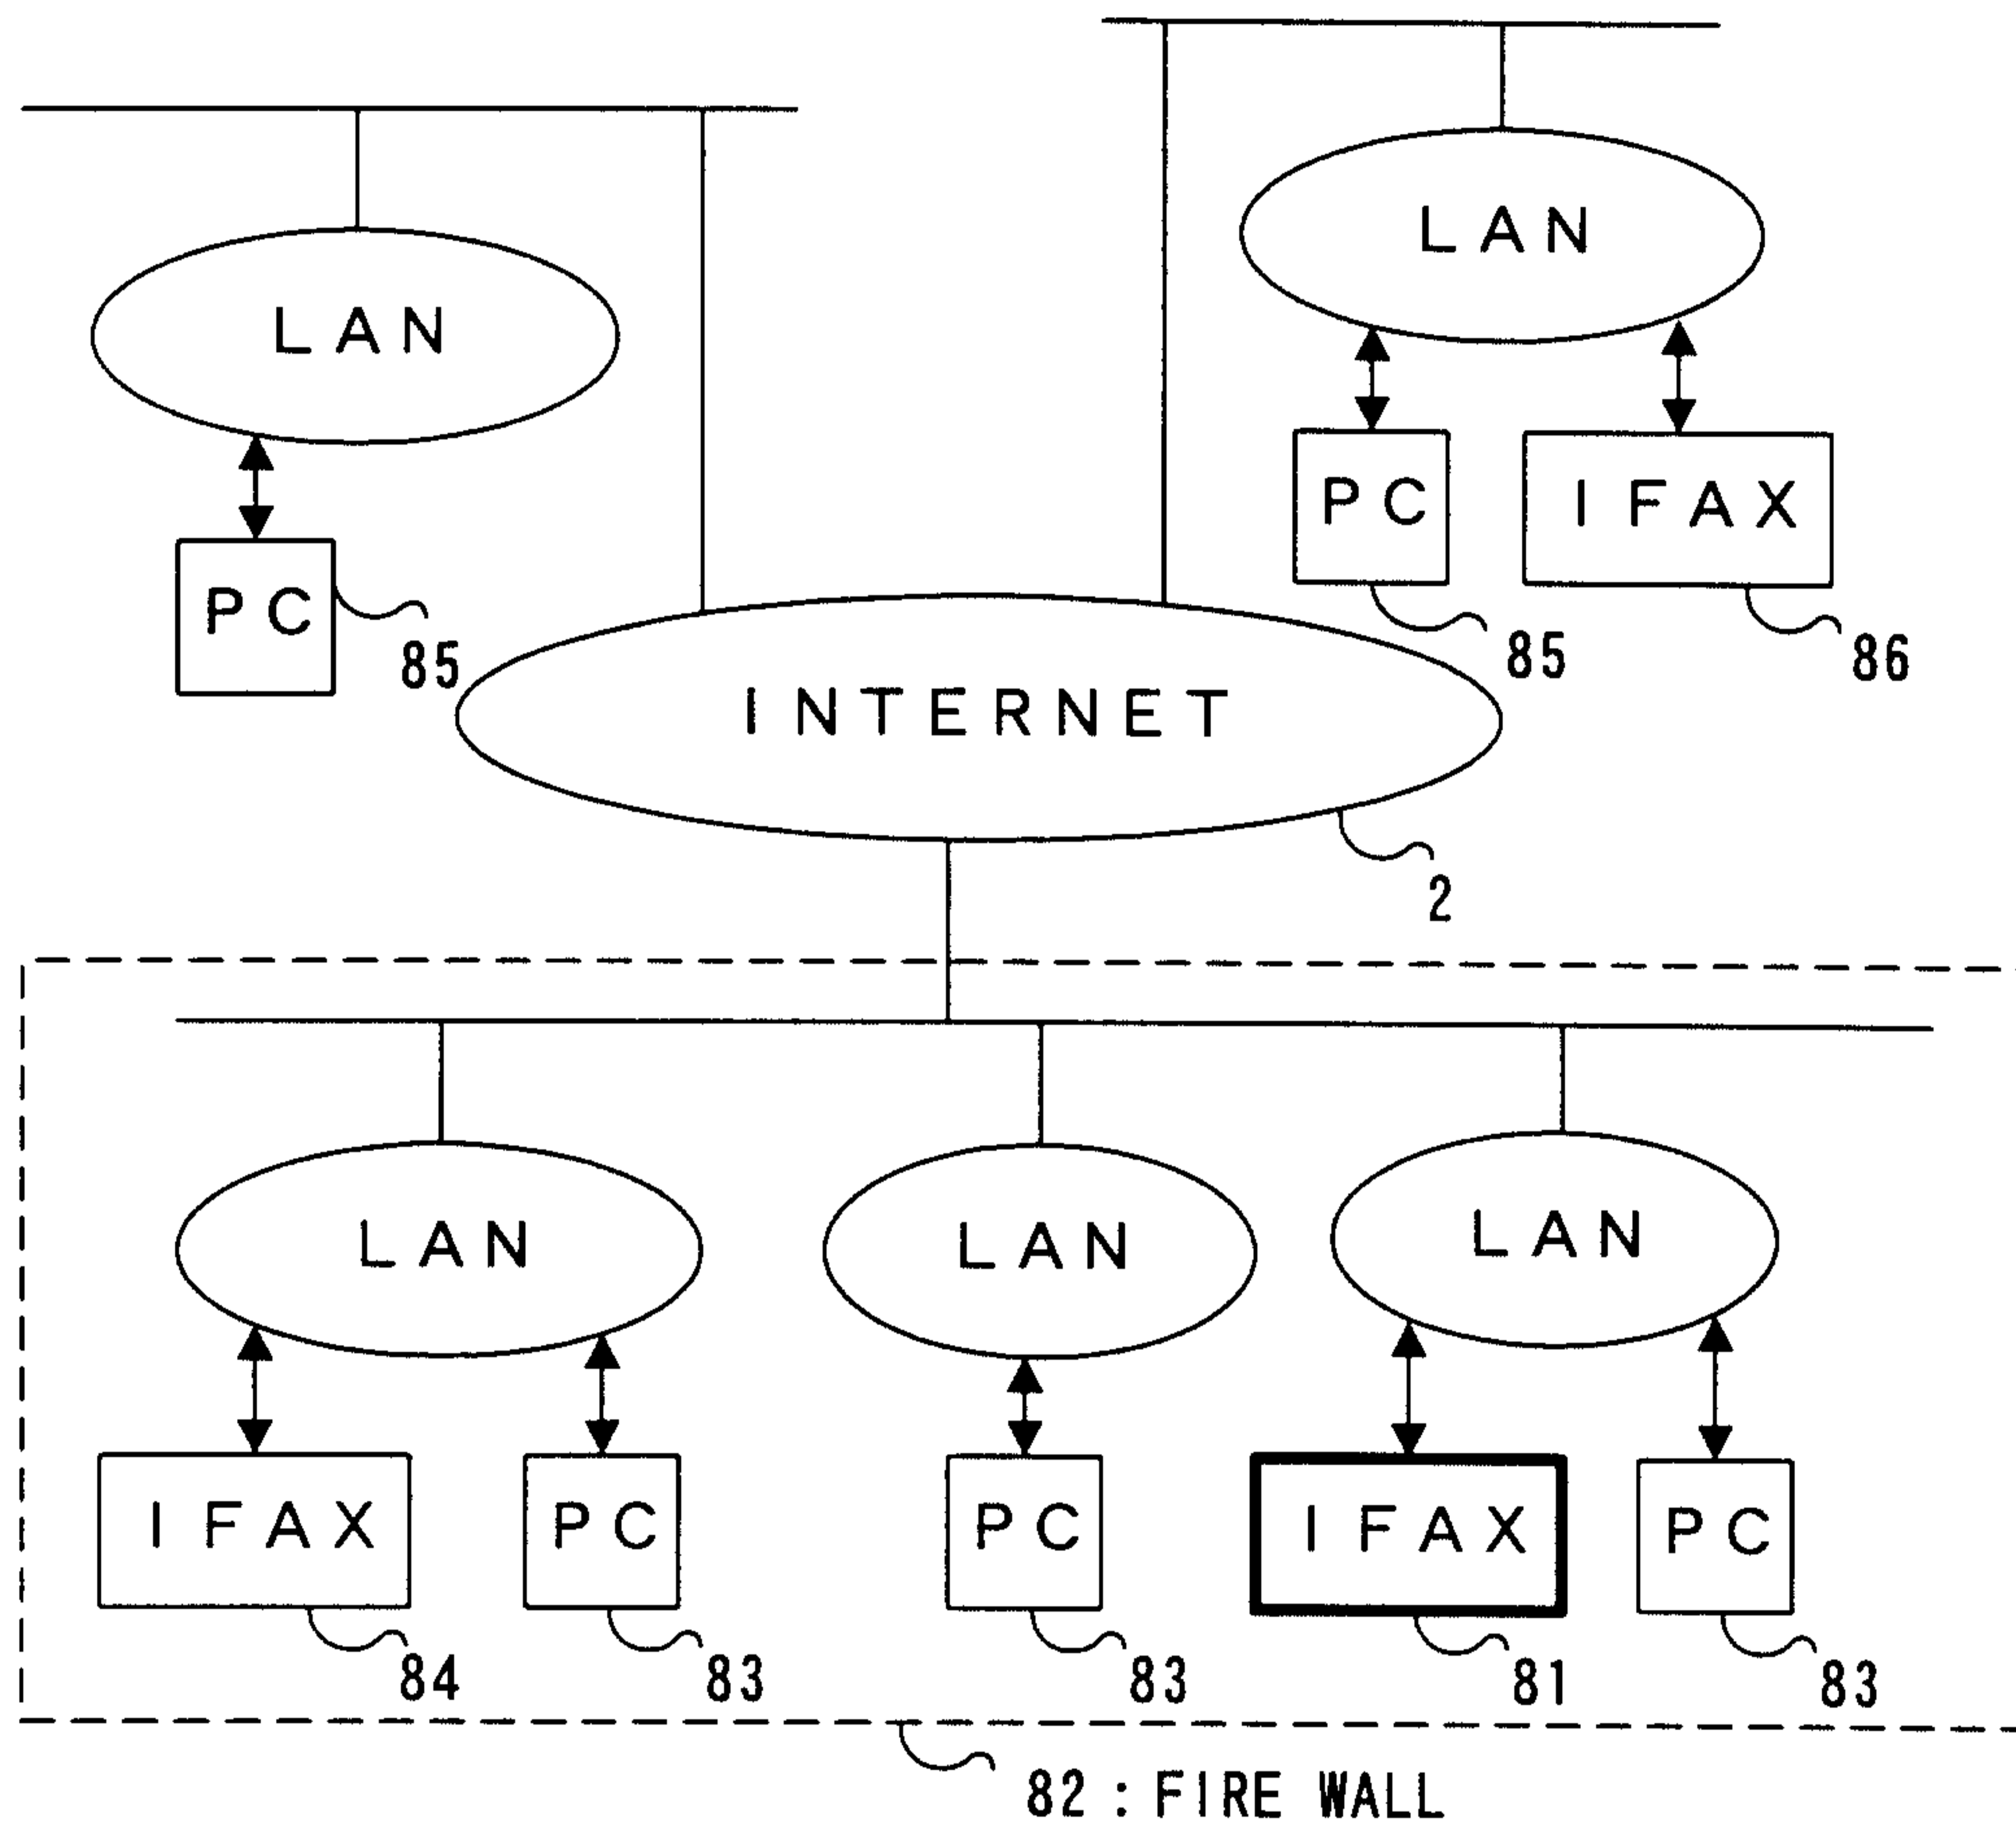 LAN
LAN
PC
IFAX
PC
85
85
86
INTERNET
2
LAN
LAN
LAN
IFAX
PC
PC
IFAX
PC
84
83
83
81
83
82 : FIRE WALL